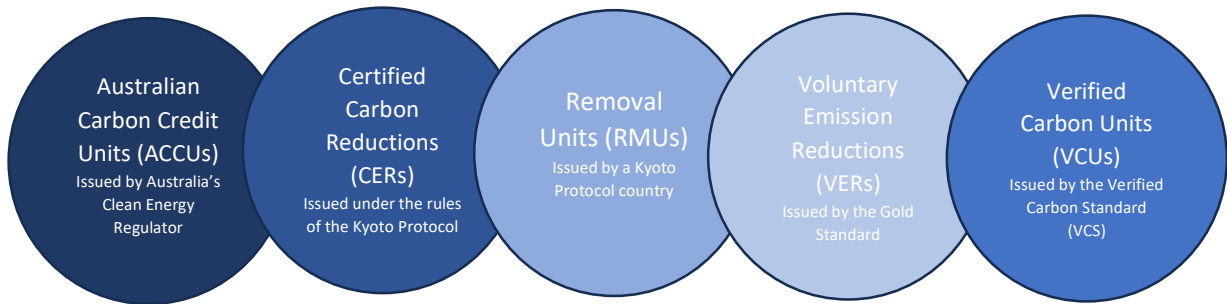 Australian
Carbon Credit
Units (ACCUs)
Issued by Australia’s
Clean Energy
Regulator
Certified
Carbon
Reductions
(CERs)
Issued under the rules
of the Kyoto Protocol
Removal
Units (RMUs)
Issued by a Kyoto
Protocol country
Voluntary
Emission
Reductions
(VERs)
Issued by the Gold
Standard
Verified
Carbon Units
(VCUs)
Issued by the Verified
Carbon Standard
(VCS)